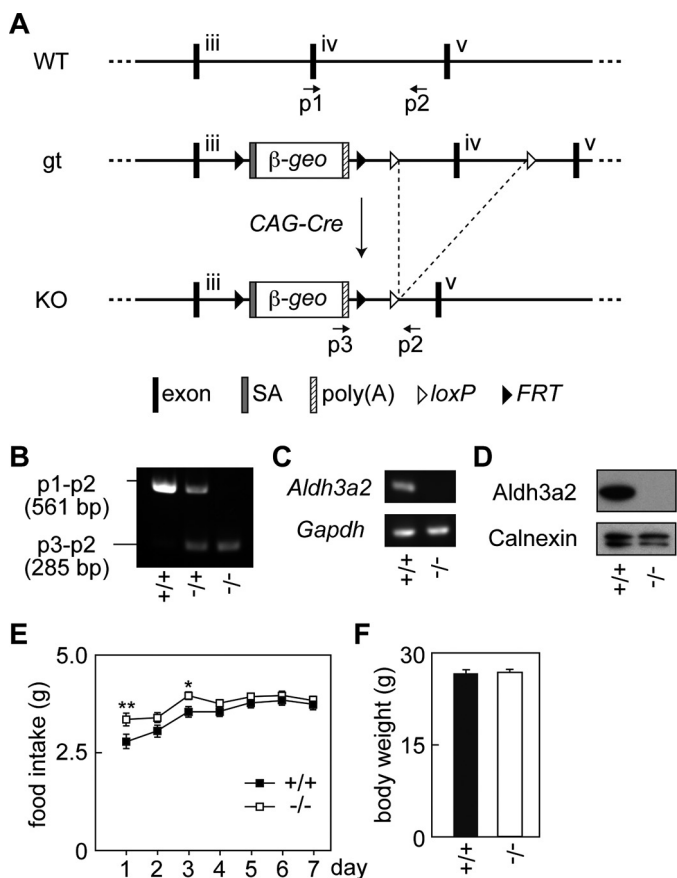 A
WT
iii
iv
v
p1
p2
gt
iii
β-geo
iv
v
CAG-Cre
KO
iii
β-geo
v
p3
p2
exon
SA
poly(A)
loxP
FRT
B
p1-p2
(561 bp)
p3-p2
(285 bp)
+/+
+/-
-/-
C
Aldh3a2
Gapdh
+/+
-/-
D
Aldh3a2
Calnexin
+/+
-/-
E
food intake (g)
5.0
2.5
0
**
*
+/+
-/-
1 2 3 4 5 6 7 day
F
body weight (g)
30
15
0
+/+
-/-